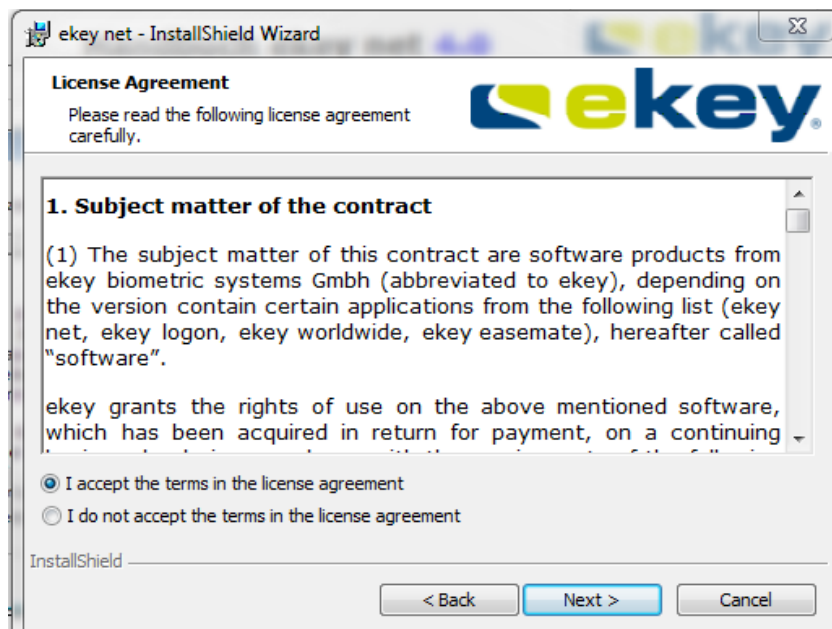 ekey net - InstallShield Wizard
License Agreement
Please read the following license agreement
carefully.
ekey
1. Subject matter of the contract
(1) The subject matter of this contract are software products from
ekey biometric systems Gmbh (abbreviated to ekey), depending on
the version contain certain applications from the following list (ekey
net, ekey logon, ekey worldwide, ekey easemate), hereafter called
“software”.
ekey grants the rights of use on the above mentioned software,
which has been acquired in return for payment, on a continuing
I accept the terms in the license agreement
I do not accept the terms in the license agreement
InstallShield
< Back
Next >
Cancel